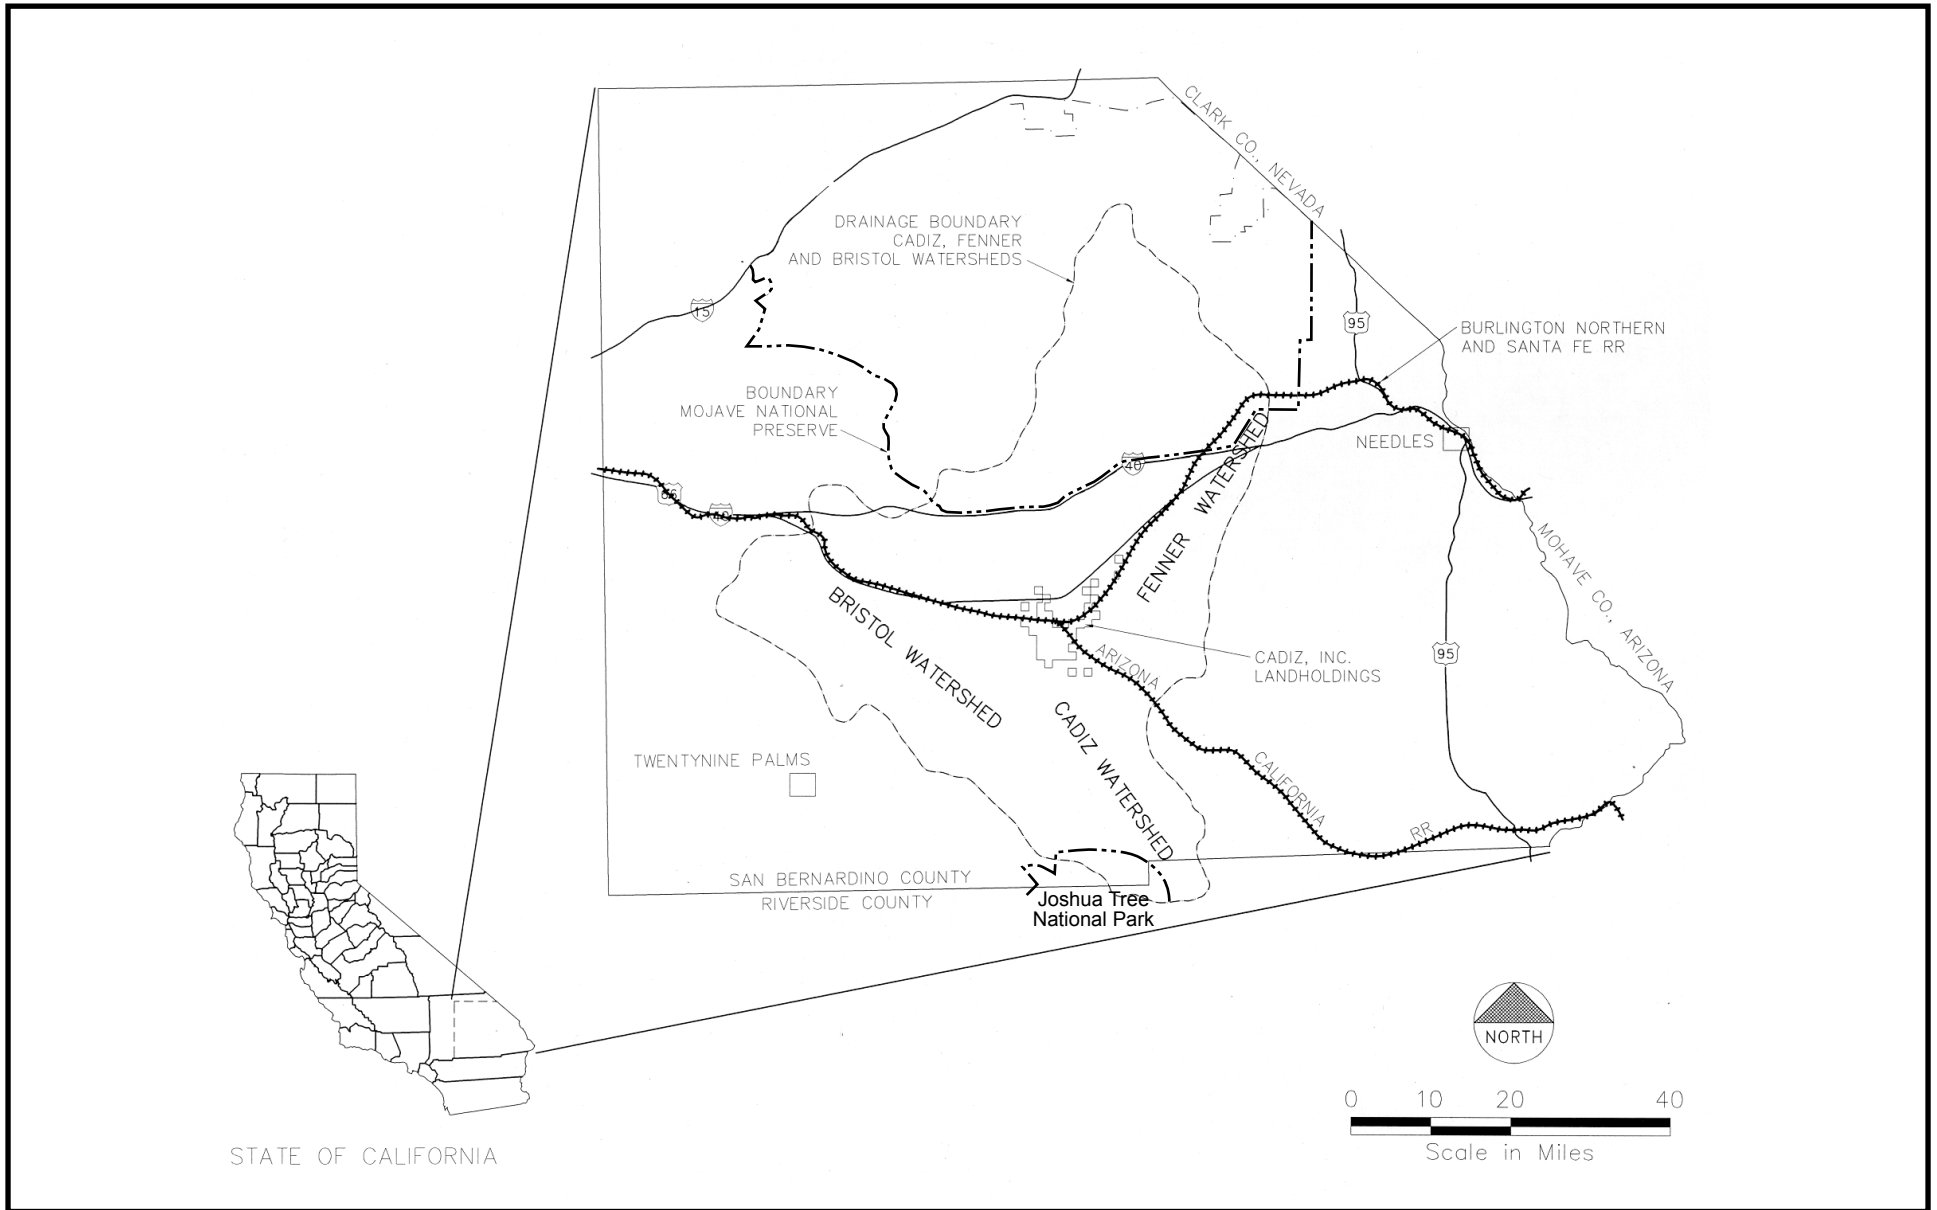 CLARK CO., NEVADA
DRAINAGE BOUNDARY
CADIZ, FENNER
AND BRISTOL WATERSHEDS
15
95
BURLINGTON NORTHERN
AND SANTA FE RR
BOUNDARY
MOJAVE NATIONAL
PRESERVE
NEEDLES
40
66
40
FENNER WATERSHED
MOHAVE CO., ARIZONA
BRISTOL WATERSHED
CADIZ, INC.
LANDHOLDINGS
95
ARIZONA
CALIFORNIA
RR
CADIZ WATERSHED
TWENTYNINE PALMS
SAN BERNARDINO COUNTY
RIVERSIDE COUNTY
Joshua Tree
National Park
NORTH
0 10 20 40
Scale in Miles
STATE OF CALIFORNIA